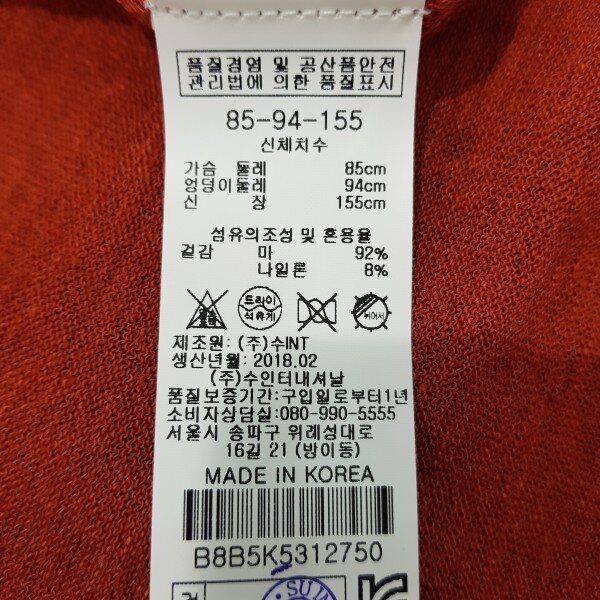 품질경영 및 공산품안전
관리법에 의한 품질표시
85-94-155
신체치수
가슴 둘레 85cm
엉덩이둘레 94cm
신 장 155cm
섬유의조성 및 혼용율
겉감 마 92%
나일론 8%
드라이
석유계
제조원: (주)수INT
생산년월: 2018.02
(주)수인터내셔날
품질보증기간:구입일로부터1년
소비자상담실:080-990-5555
서울시 송파구 위례성대로
16길 21 (방이동)
MADE IN KOREA
B8B5K5312750
SU IN